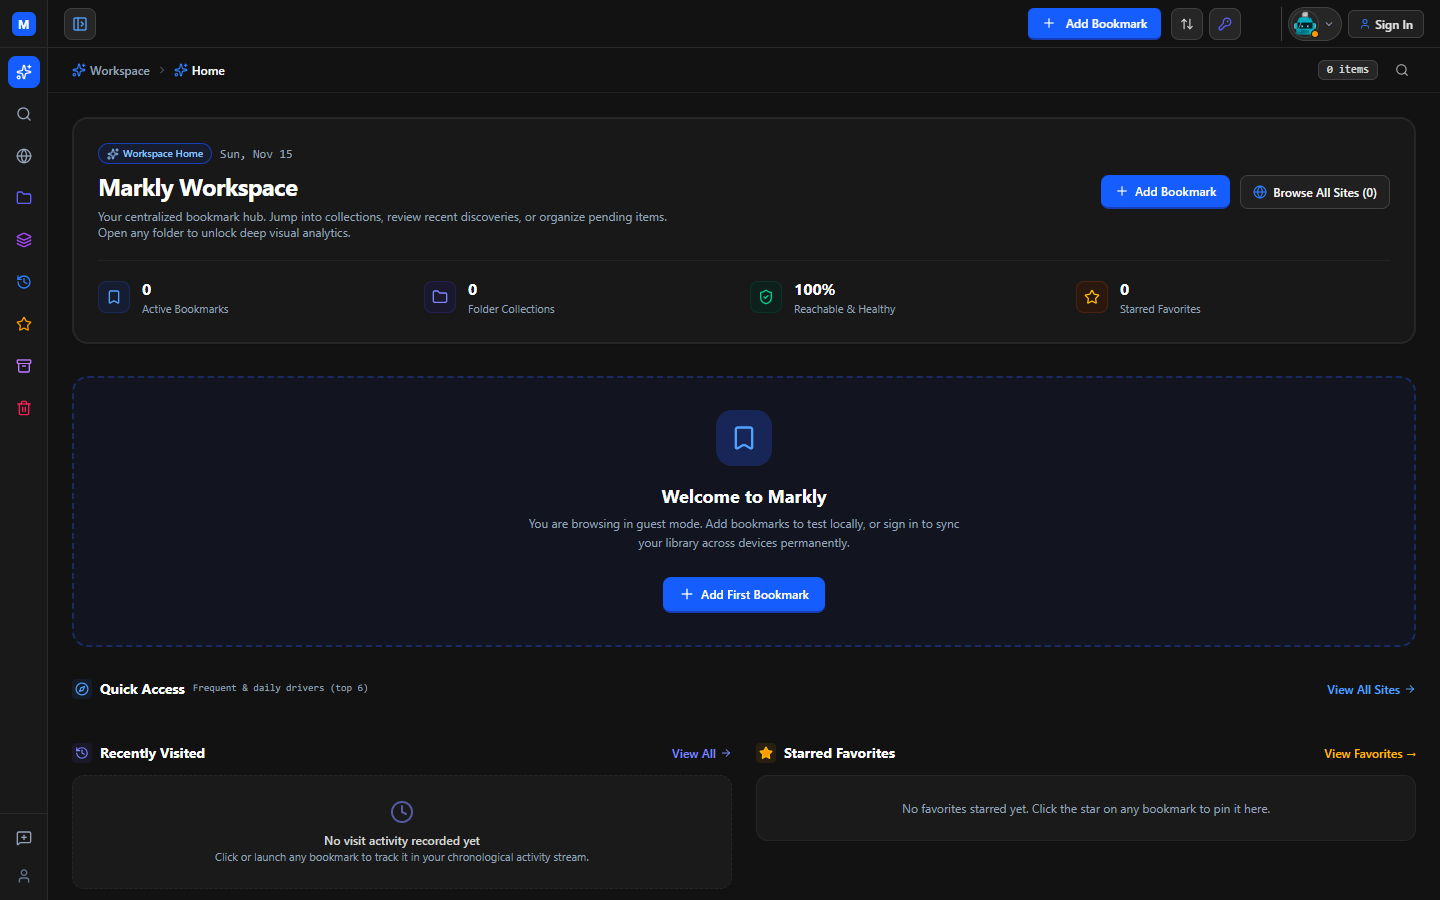 M
Add Bookmark
Sign In
Workspace
Home
0 items
Workspace Home
Sun, Nov 15
Markly Workspace
Your centralized bookmark hub. Jump into collections, review recent discoveries, or organize pending items.
Open any folder to unlock deep visual analytics.
Add Bookmark
Browse All Sites (0)
0
Active Bookmarks
0
Folder Collections
100%
Reachable & Healthy
0
Starred Favorites
Welcome to Markly
You are browsing in guest mode. Add bookmarks to test locally, or sign in to sync
your library across devices permanently.
Add First Bookmark
Quick Access
Frequent & daily drivers (top 6)
View All Sites →
Recently Visited
View All →
No visit activity recorded yet
Click or launch any bookmark to track it in your chronological activity stream.
Starred Favorites
View Favorites →
No favorites starred yet. Click the star on any bookmark to pin it here.